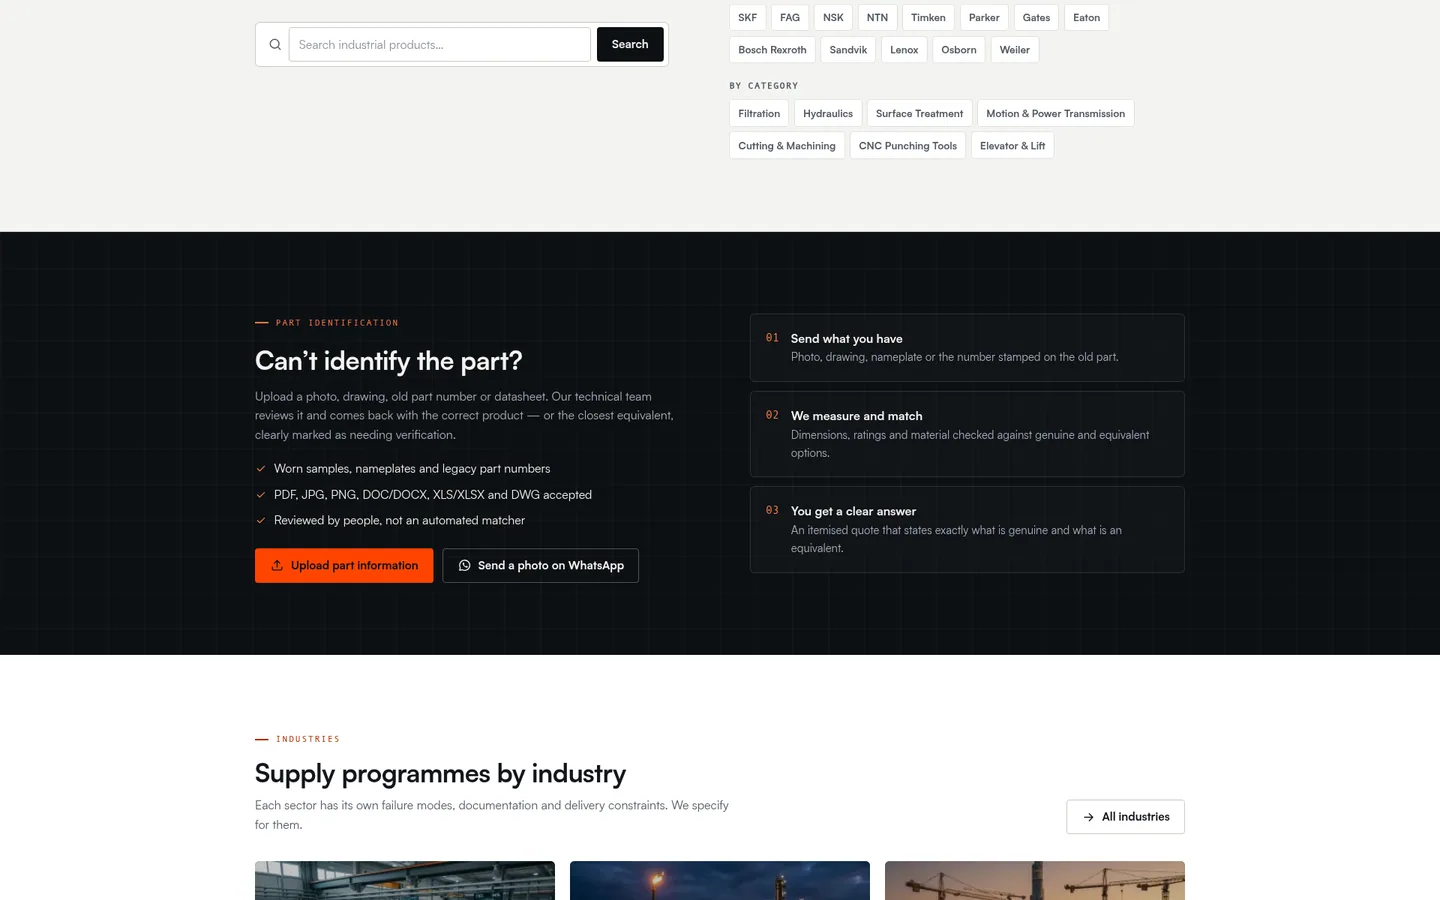 Search industrial products...
Search
SKF
FAG
NSK
NTN
Timken
Parker
Gates
Eaton
Bosch Rexroth
Sandvik
Lenox
Osborn
Weiler
BY CATEGORY
Filtration
Hydraulics
Surface Treatment
Motion & Power Transmission
Cutting & Machining
CNC Punching Tools
Elevator & Lift
PART IDENTIFICATION
Can’t identify the part?
Upload a photo, drawing, old part number or datasheet. Our technical team
reviews it and comes back with the correct product — or the closest equivalent,
clearly marked as needing verification.
Worn samples, nameplates and legacy part numbers
PDF, JPG, PNG, DOC/DOCX, XLS/XLSX and DWG accepted
Reviewed by people, not an automated matcher
Upload part information
Send a photo on WhatsApp
01 Send what you have
Photo, drawing, nameplate or the number stamped on the old part.
02 We measure and match
Dimensions, ratings and material checked against genuine and equivalent
options.
03 You get a clear answer
An itemised quote that states exactly what is genuine and what is an
equivalent.
INDUSTRIES
Supply programmes by industry
Each sector has its own failure modes, documentation and delivery constraints. We specify
for them.
All industries